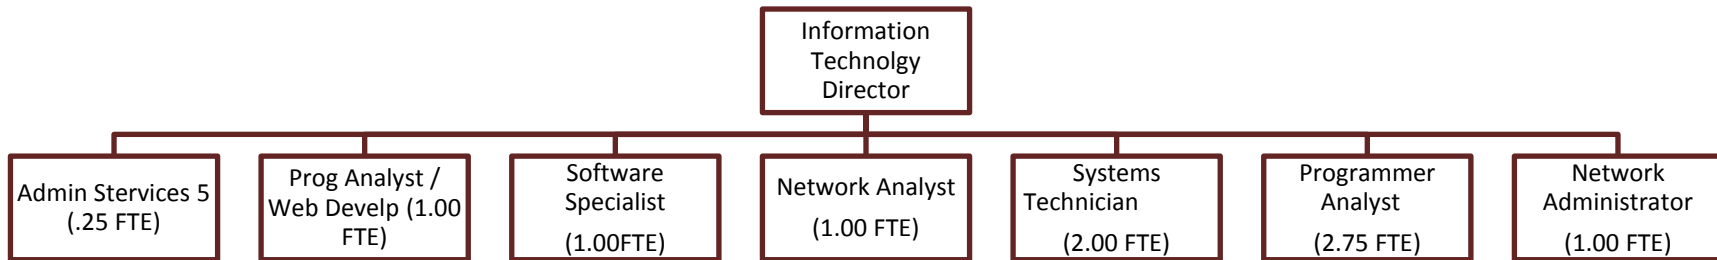 Information
Technolgy
Director
Admin Stervices 5
(.25 FTE)
Prog Analyst /
Web Develp (1.00
FTE)
Software
Specialist
(1.00FTE)
Network Analyst
(1.00 FTE)
Systems
Technician
(2.00 FTE)
Programmer
Analyst
(2.75 FTE)
Network
Administrator
(1.00 FTE)